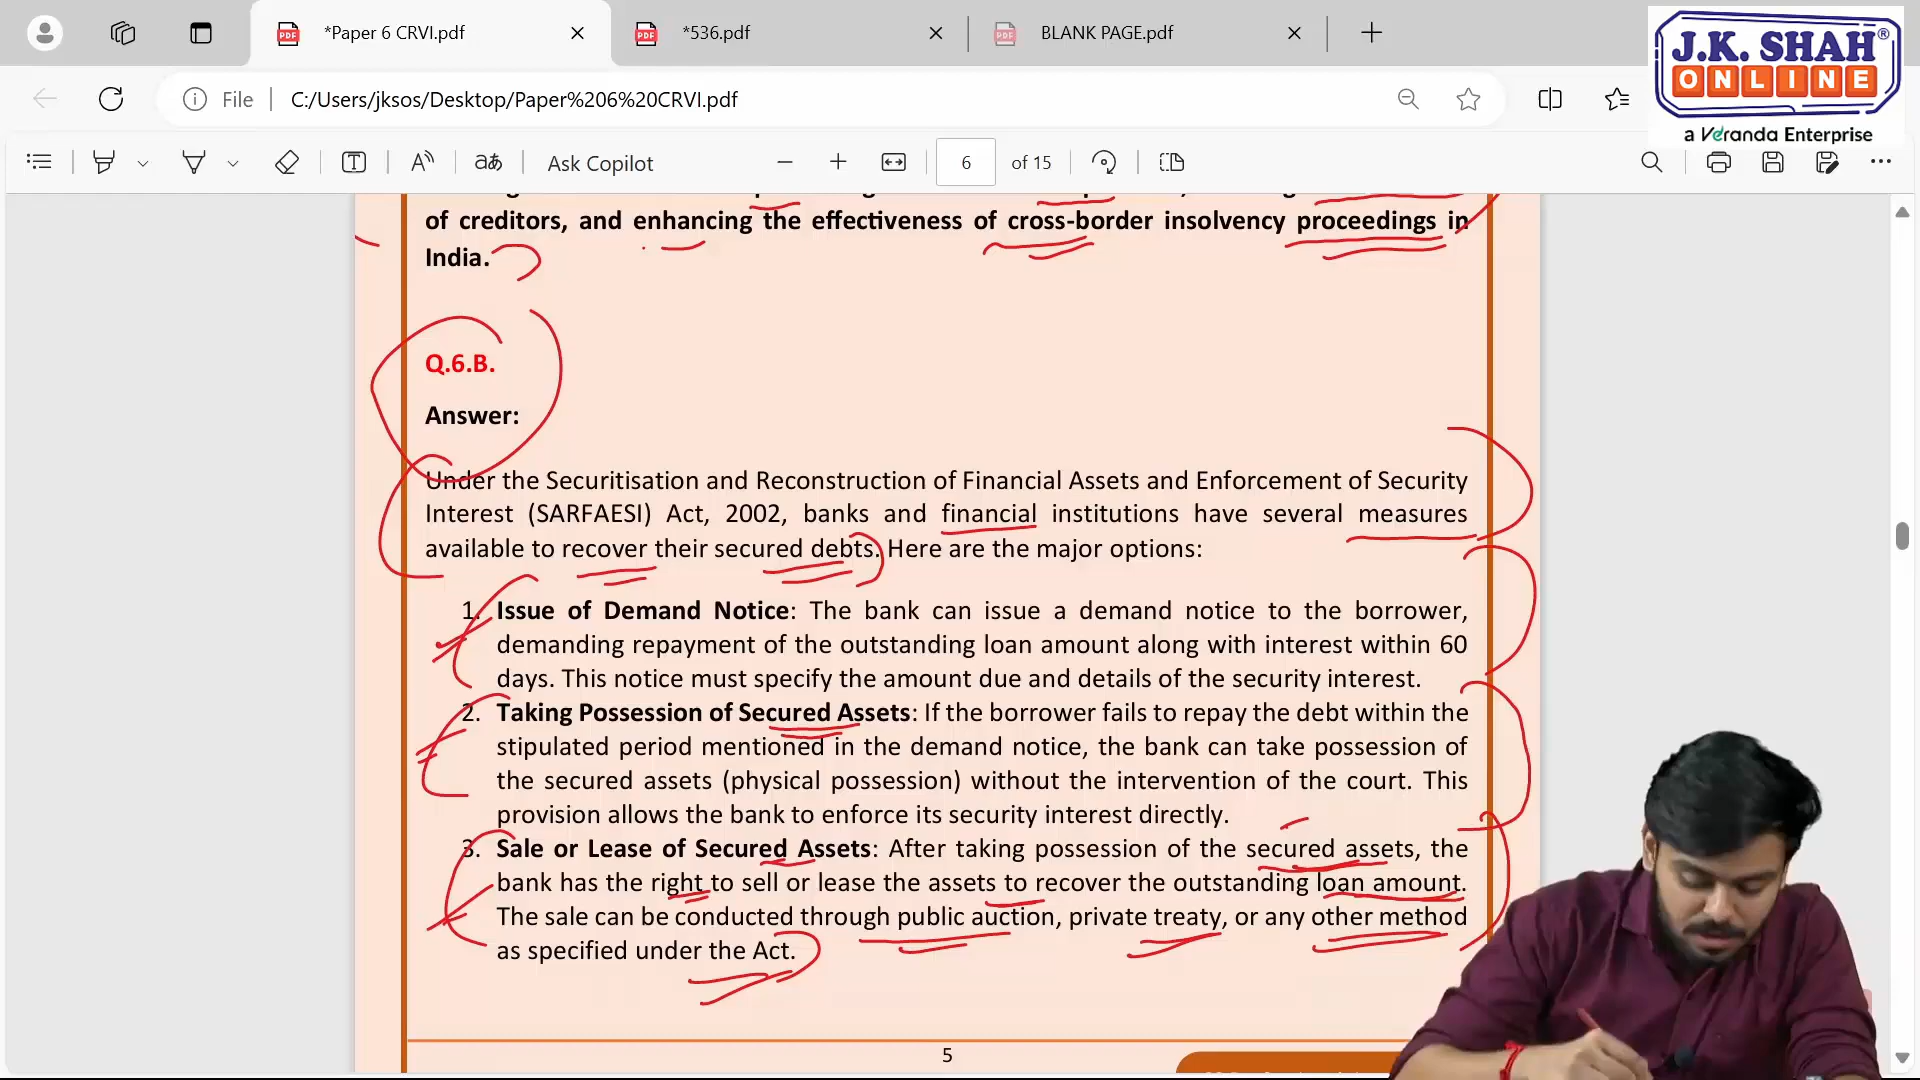 *Paper 6 CRVI.pdf
*536.pdf
BLANK PAGE.pdf
J.K. SHAH®
ONLINE
a Veranda Enterprise
File
C:/Users/jksos/Desktop/Paper%206%20CRVI.pdf
Ask Copilot
6 of 15
of creditors, and enhancing the effectiveness of cross-border insolvency proceedings in
India.
Q.6.B.
Answer:
Under the Securitisation and Reconstruction of Financial Assets and Enforcement of Security
Interest (SARFAESI) Act, 2002, banks and financial institutions have several measures
available to recover their secured debts. Here are the major options:
1. Issue of Demand Notice: The bank can issue a demand notice to the borrower,
demanding repayment of the outstanding loan amount along with interest within 60
days. This notice must specify the amount due and details of the security interest.
2. Taking Possession of Secured Assets: If the borrower fails to repay the debt within the
stipulated period mentioned in the demand notice, the bank can take possession of
the secured assets (physical possession) without the intervention of the court. This
provision allows the bank to enforce its security interest directly.
3. Sale or Lease of Secured Assets: After taking possession of the secured assets, the
bank has the right to sell or lease the assets to recover the outstanding loan amount.
The sale can be conducted through public auction, private treaty, or any other method
as specified under the Act.
5